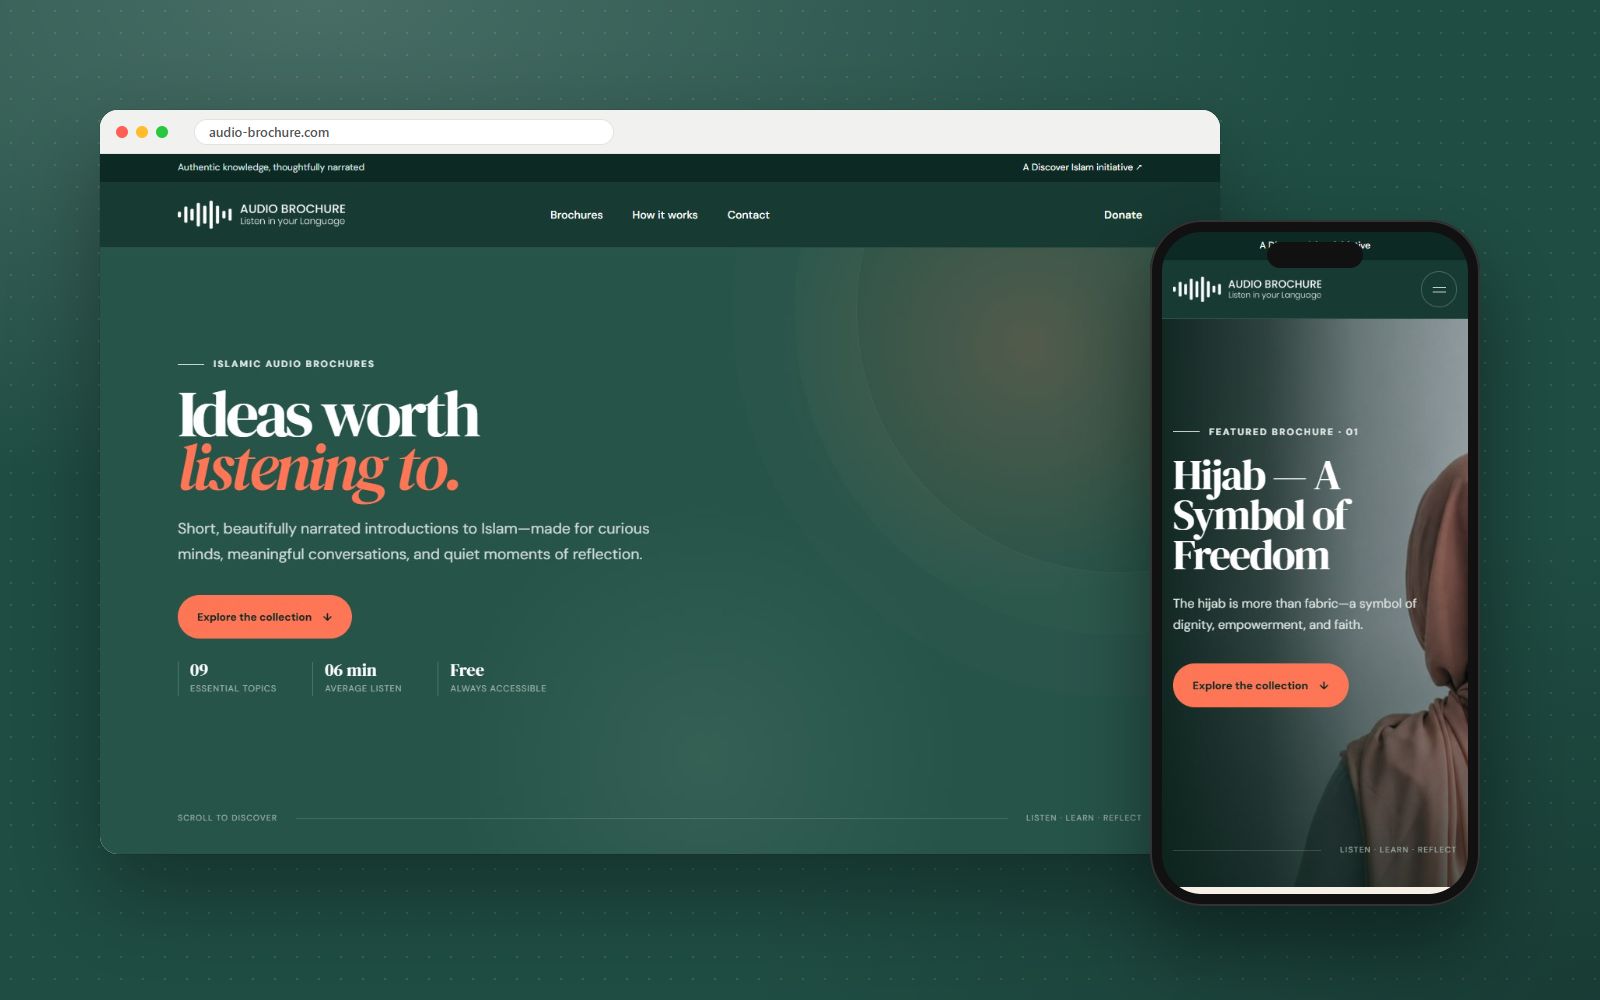 audio-brochure.com
Authentic knowledge, thoughtfully narrated
A Discover Islam initiative ↗
AUDIO BROCHURE
Listen in your Language
Brochures
How it works
Contact
Donate
ISLAMIC AUDIO BROCHURES
Ideas worth
listening to.
Short, beautifully narrated introductions to Islam—made for curious
minds, meaningful conversations, and quiet moments of reflection.
Explore the collection ↓
09
ESSENTIAL TOPICS
06 min
AVERAGE LISTEN
Free
ALWAYS ACCESSIBLE
SCROLL TO DISCOVER
LISTEN · LEARN · REFLECT
AUDIO BROCHURE
Listen in your Language
FEATURED BROCHURE · 01
Hijab — A
Symbol of
Freedom
The hijab is more than fabric—a symbol of
dignity, empowerment, and faith.
Explore the collection ↓
LISTEN · LEARN · REFLECT